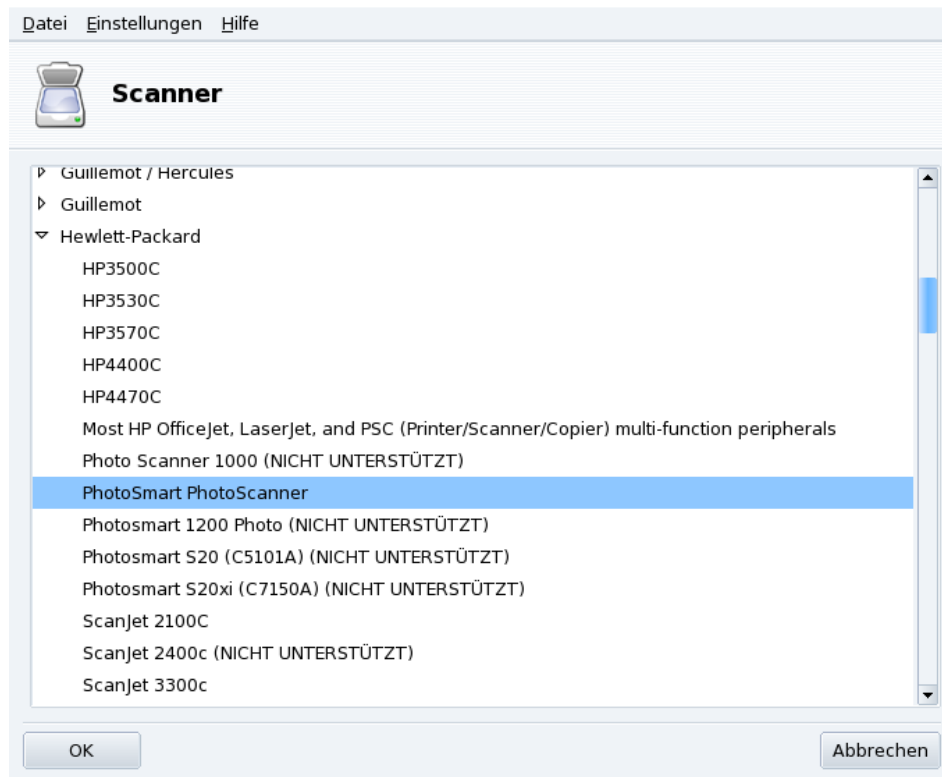 Datei Einstellungen Hilfe
Scanner
Guillemot / Hercules
Guillemot
Hewlett-Packard
HP3500C
HP3530C
HP3570C
HP4400C
HP4470C
Most HP OfficeJet, LaserJet, and PSC (Printer/Scanner/Copier) multi-function peripherals
Photo Scanner 1000 (NICHT UNTERSTÜTZT)
PhotoSmart PhotoScanner
Photosmart 1200 Photo (NICHT UNTERSTÜTZT)
Photosmart S20 (C5101A) (NICHT UNTERSTÜTZT)
Photosmart S20xi (C7150A) (NICHT UNTERSTÜTZT)
ScanJet 2100C
ScanJet 2400c (NICHT UNTERSTÜTZT)
ScanJet 3300c
OK Abbrechen